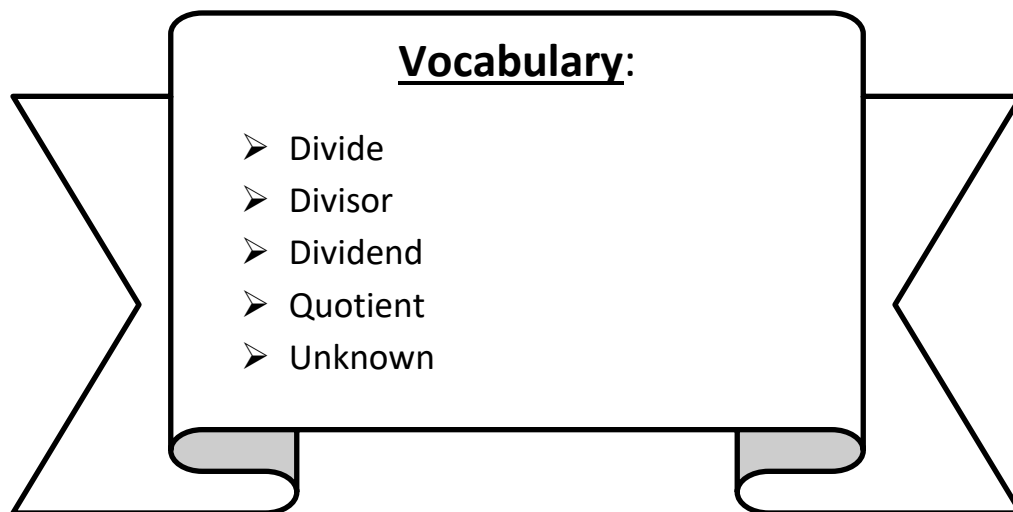 Vocabulary:
➢ Divide
➢ Divisor
➢ Dividend
➢ Quotient
➢ Unknown